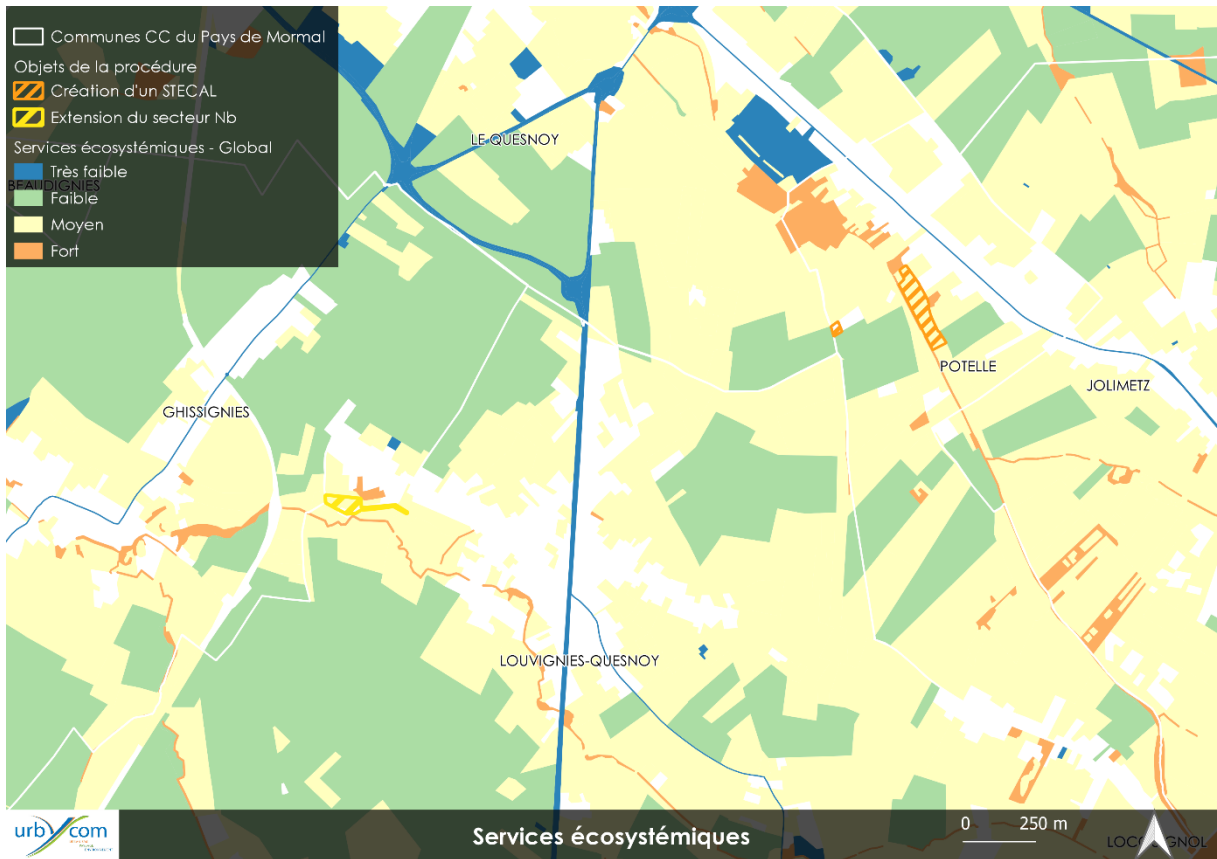 Communes CC du Pays de Mormal
Objets de la procédure
Création d'un STECAL
Extension du secteur Nb
Services écosystémiques - Global
Très faible
BEAUDIGNIES
Faible
Moyen
Fort
LE QUESNOY
POTELLE
JOLIMETZ
GHISSIGNIES
LOUVIGNIES-QUESNOY
urbycom
Services écosystémiques
0 250 m